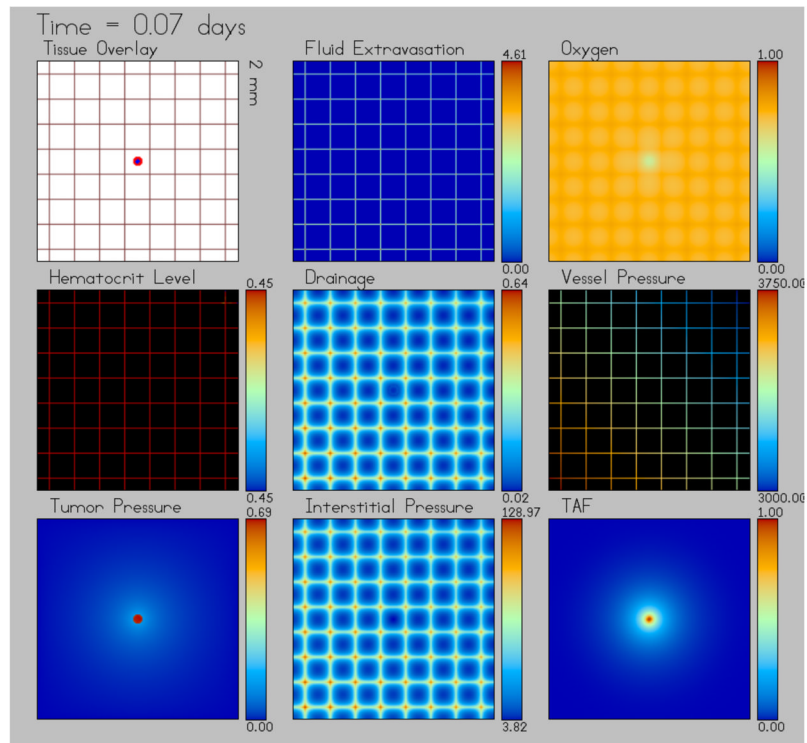 Time = 0.07 days
Tissue Overlay
2 mm
Fluid Extravasation
4.61
0.00
Oxygen
1.00
0.00
Hematocrit Level
0.45
0.45
Drainage
0.64
0.02
Vessel Pressure
3750.00
3000.00
Tumor Pressure
0.69
0.00
Interstitial Pressure
128.97
3.82
TAF
1.00
0.00